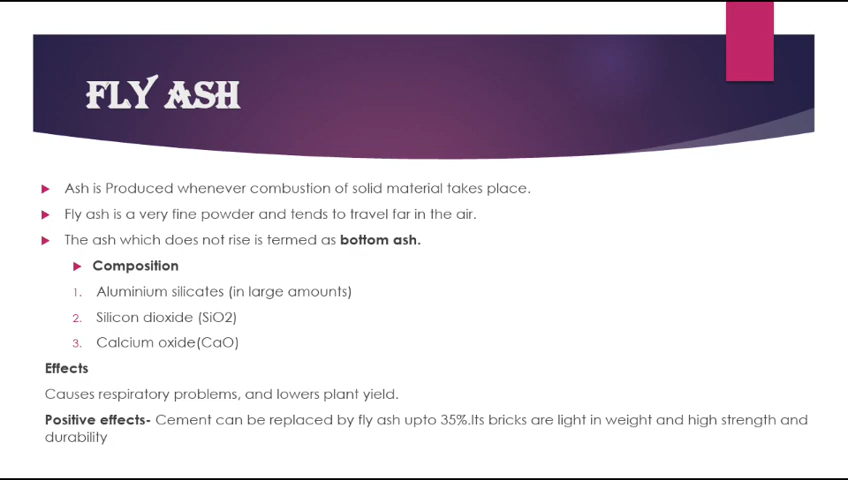 FLY ASH
Ash is Produced whenever combustion of solid material takes place.
Fly ash is a very fine powder and tends to travel far in the air.
The ash which does not rise is termed as bottom ash.
Composition
1. Aluminium silicates (in large amounts)
2. Silicon dioxide (SiO2)
3. Calcium oxide(CaO)
Effects
Causes respiratory problems, and lowers plant yield.
Positive effects- Cement can be replaced by fly ash upto 35%.Its bricks are light in weight and high strength and
durability